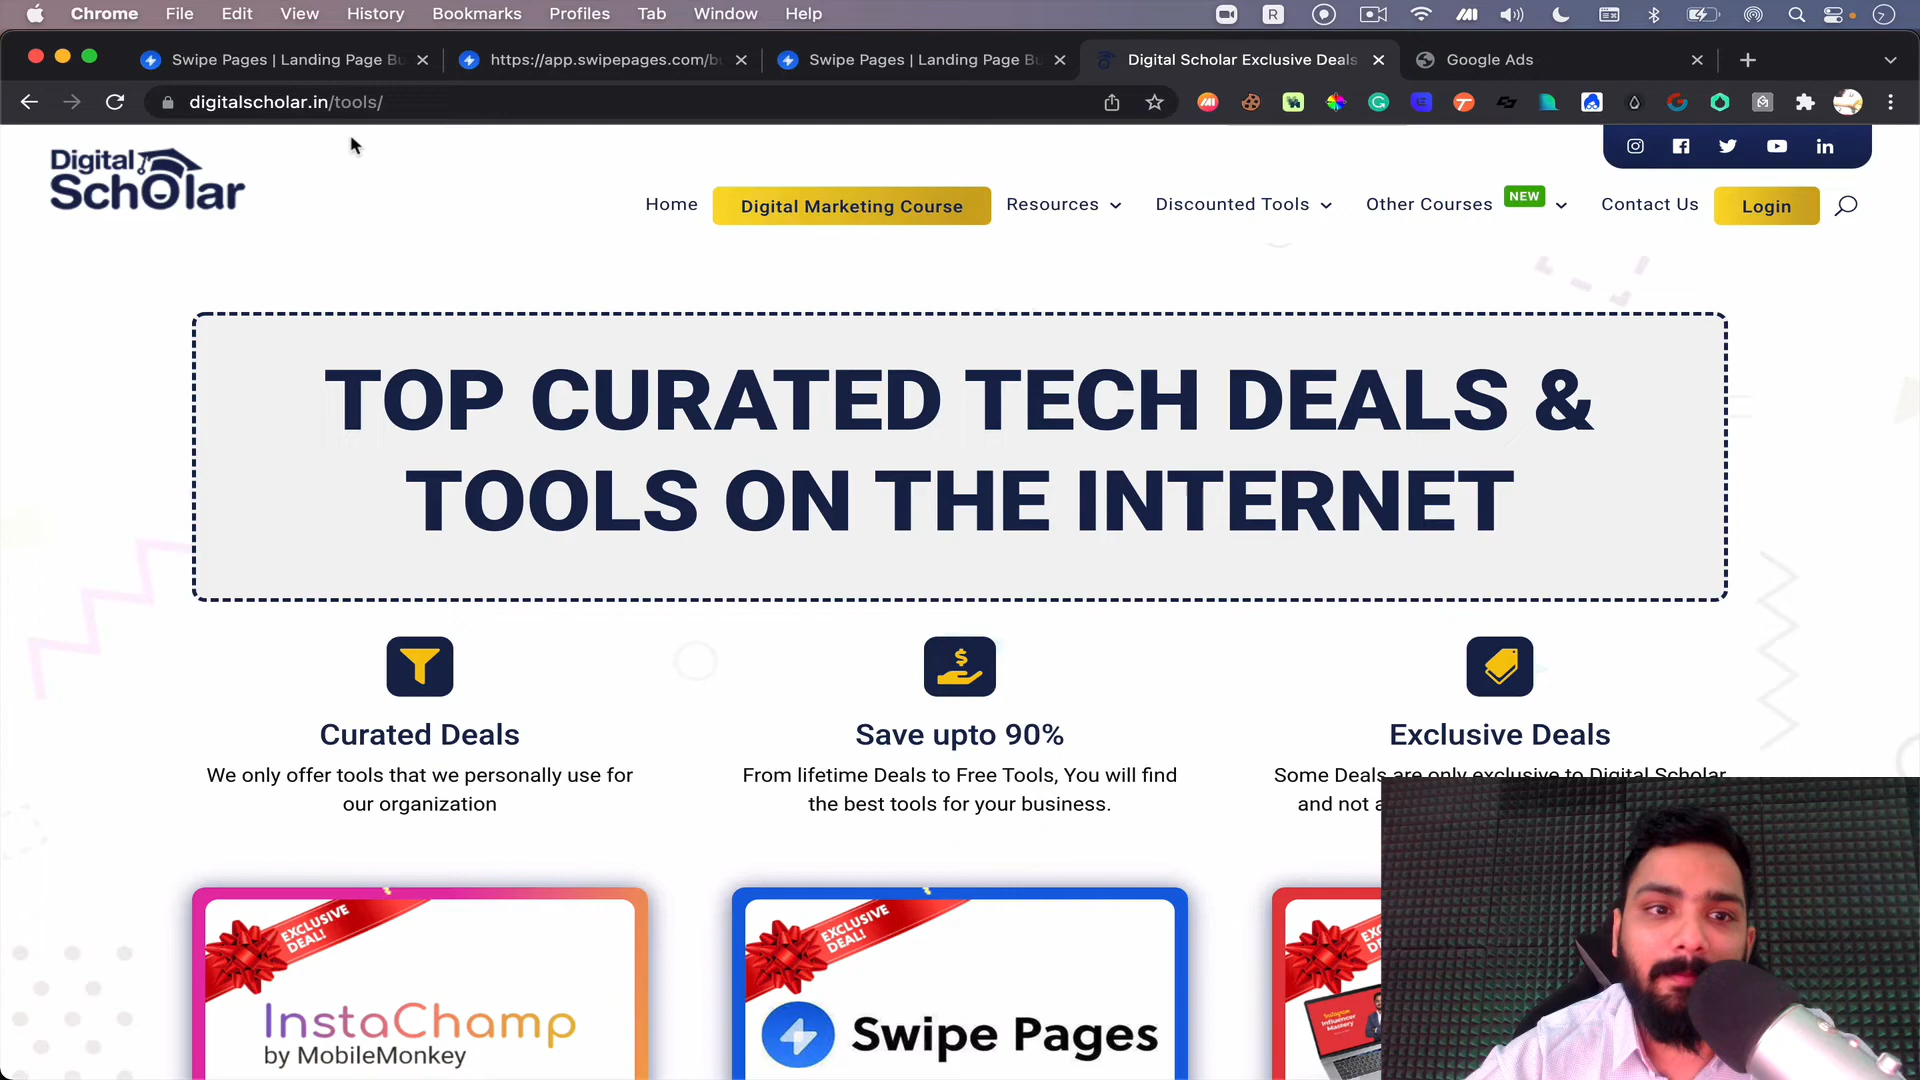 Chrome File Edit View History Bookmarks Profiles Tab Window Help
Swipe Pages | Landing Page Bu
https://app.swipepages.com/bu
Swipe Pages | Landing Page Bu
Digital Scholar Exclusive Deals
Google Ads
digitalscholar.in/tools/
Digital
Scholar
Home
Digital Marketing Course
Resources
Discounted Tools
Other Courses
NEW
Contact Us
Login
TOP CURATED TECH DEALS &
TOOLS ON THE INTERNET
Curated Deals
We only offer tools that we personally use for
our organization
Save upto 90%
From lifetime Deals to Free Tools, You will find
the best tools for your business.
Exclusive Deals
Some Deals are only exclusive to Digital Scholar
and not a
EXCLUSIVE
DEAL!
InstaChamp
by MobileMonkey
EXCLUSIVE
DEAL!
Swipe Pages
Instagram
Influencer
Mastery